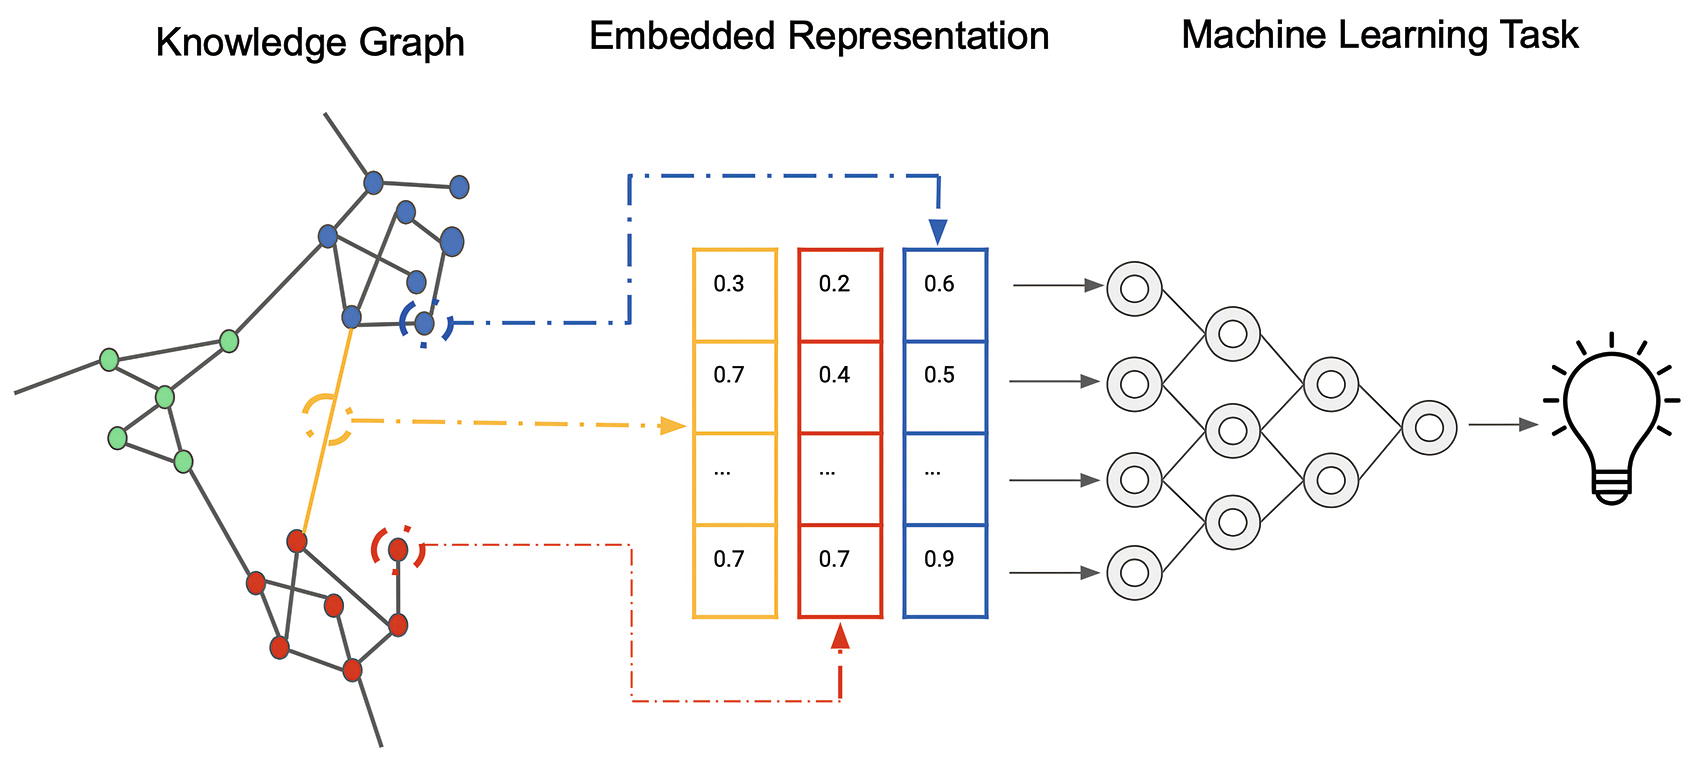 Knowledge Graph
Embedded Representation
Machine Learning Task
0.3 0.2 0.6
0.7 0.4 0.5
... ... ...
0.7 0.7 0.9